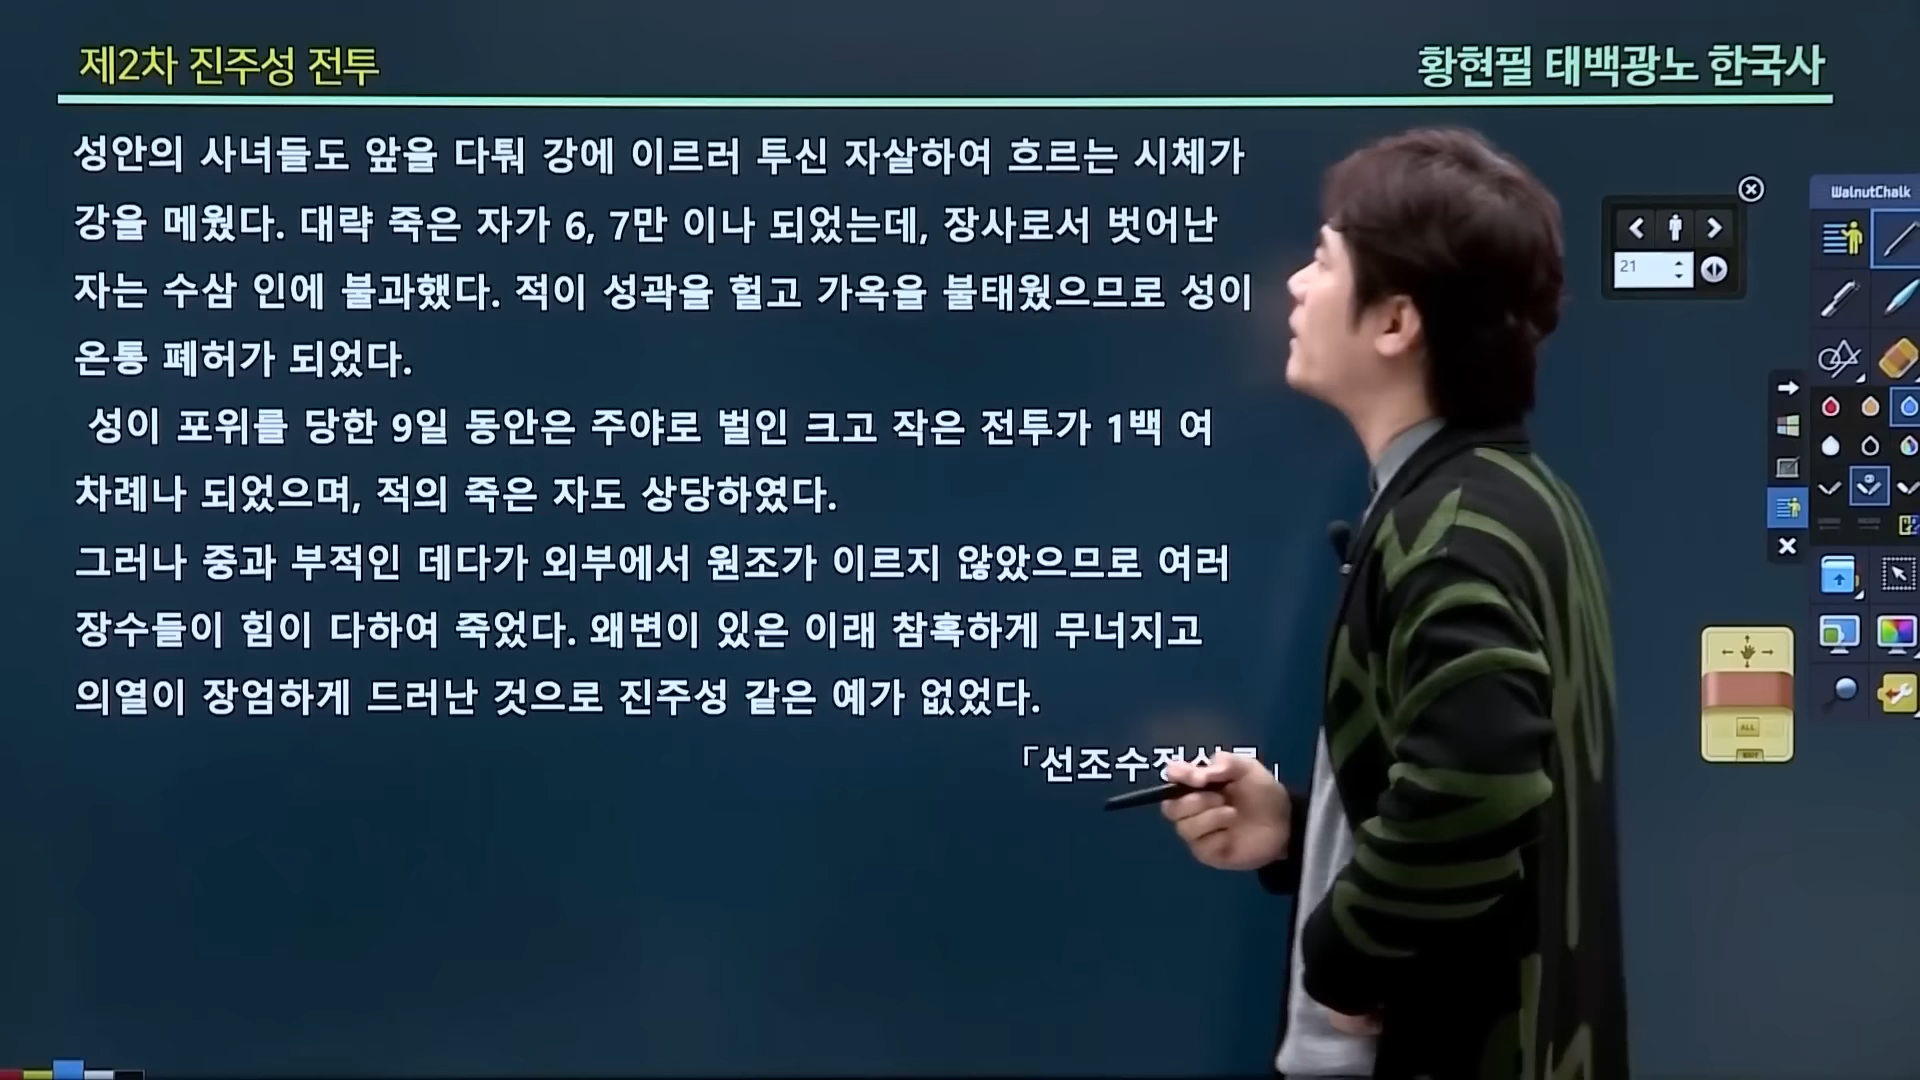 제2차 진주성 전투
황현필 태백광노 한국사
성안의 사녀들도 앞을 다퉈 강에 이르러 투신 자살하여 흐르는 시체가
강을 메웠다. 대략 죽은 자가 6, 7만 이나 되었는데, 장사로서 벗어난
자는 수삼 인에 불과했다. 적이 성곽을 헐고 가옥을 불태웠으므로 성이
온통 폐허가 되었다.
성이 포위를 당한 9일 동안은 주야로 벌인 크고 작은 전투가 1백 여
차례나 되었으며, 적의 죽은 자도 상당하였다.
그러나 중과 부적인 데다가 외부에서 원조가 이르지 않았으므로 여러
장수들이 힘이 다하여 죽었다. 왜변이 있은 이래 참혹하게 무너지고
의열이 장엄하게 드러난 것으로 진주성 같은 예가 없었다.
「선조수정
WalnutChalk
21
ALL